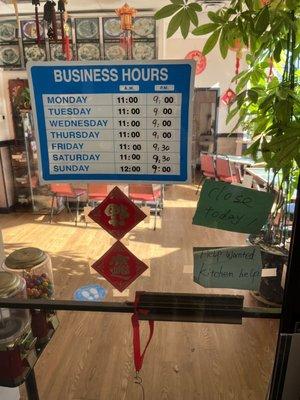 BUSINESS HOURS
A.M. P.M.
MONDAY 11:00 9:00
TUESDAY 11:00 9:00
WEDNESDAY 11:00 9:00
THURSDAY 11:00 9:00
FRIDAY 11:00 9:30
SATURDAY 11:00 9:30
SUNDAY 12:00 9:00
Close
today!
Help Wanted
kitchen help